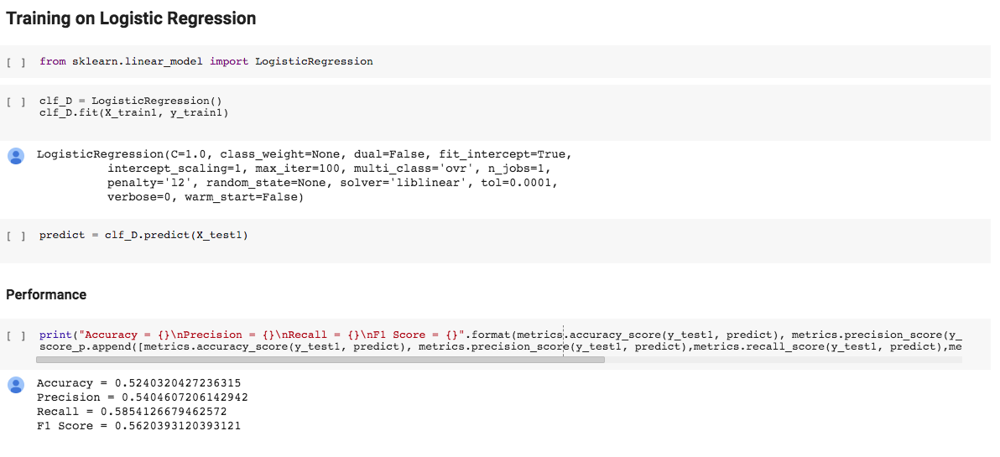 Training on Logistic Regression
[ ] from sklearn.linear_model import LogisticRegression
[ ] clf_D = LogisticRegression()
clf_D.fit(X_train1, y_train1)
LogisticRegression(C=1.0, class_weight=None, dual=False, fit_intercept=True,
intercept_scaling=1, max_iter=100, multi_class='ovr', n_jobs=1,
penalty='l2', random_state=None, solver='liblinear', tol=0.0001,
verbose=0, warm_start=False)
[ ] predict = clf_D.predict(X_test1)
Performance
[ ] print("Accuracy = {}\nPrecision = {}\nRecall = {}\nF1 Score = {}".format(metrics.accuracy_score(y_test1, predict), metrics.precision_score(y_
score_p.append([metrics.accuracy_score(y_test1, predict), metrics.precision_score(y_test1, predict),metrics.recall_score(y_test1, predict),me
Accuracy = 0.5240320427236315
Precision = 0.5404607206142942
Recall = 0.5854126679462572
F1 Score = 0.5620393120393121